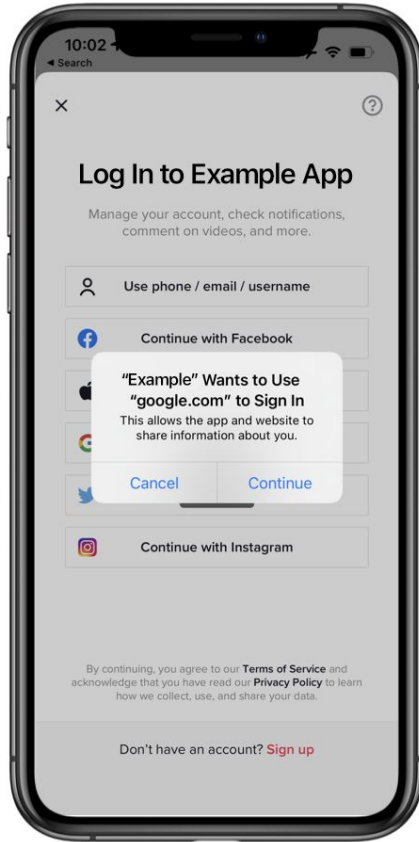 10:02
◀ Search
Log In to Example App
Manage your account, check notifications,
comment on videos, and more.
Use phone / email / username
Continue with Facebook
“Example” Wants to Use
“google.com” to Sign In
This allows the app and website to
share information about you.
Cancel
Continue
Continue with Instagram
By continuing, you agree to our Terms of Service and
acknowledge that you have read our Privacy Policy to learn
how we collect, use, and share your data.
Don’t have an account? Sign up